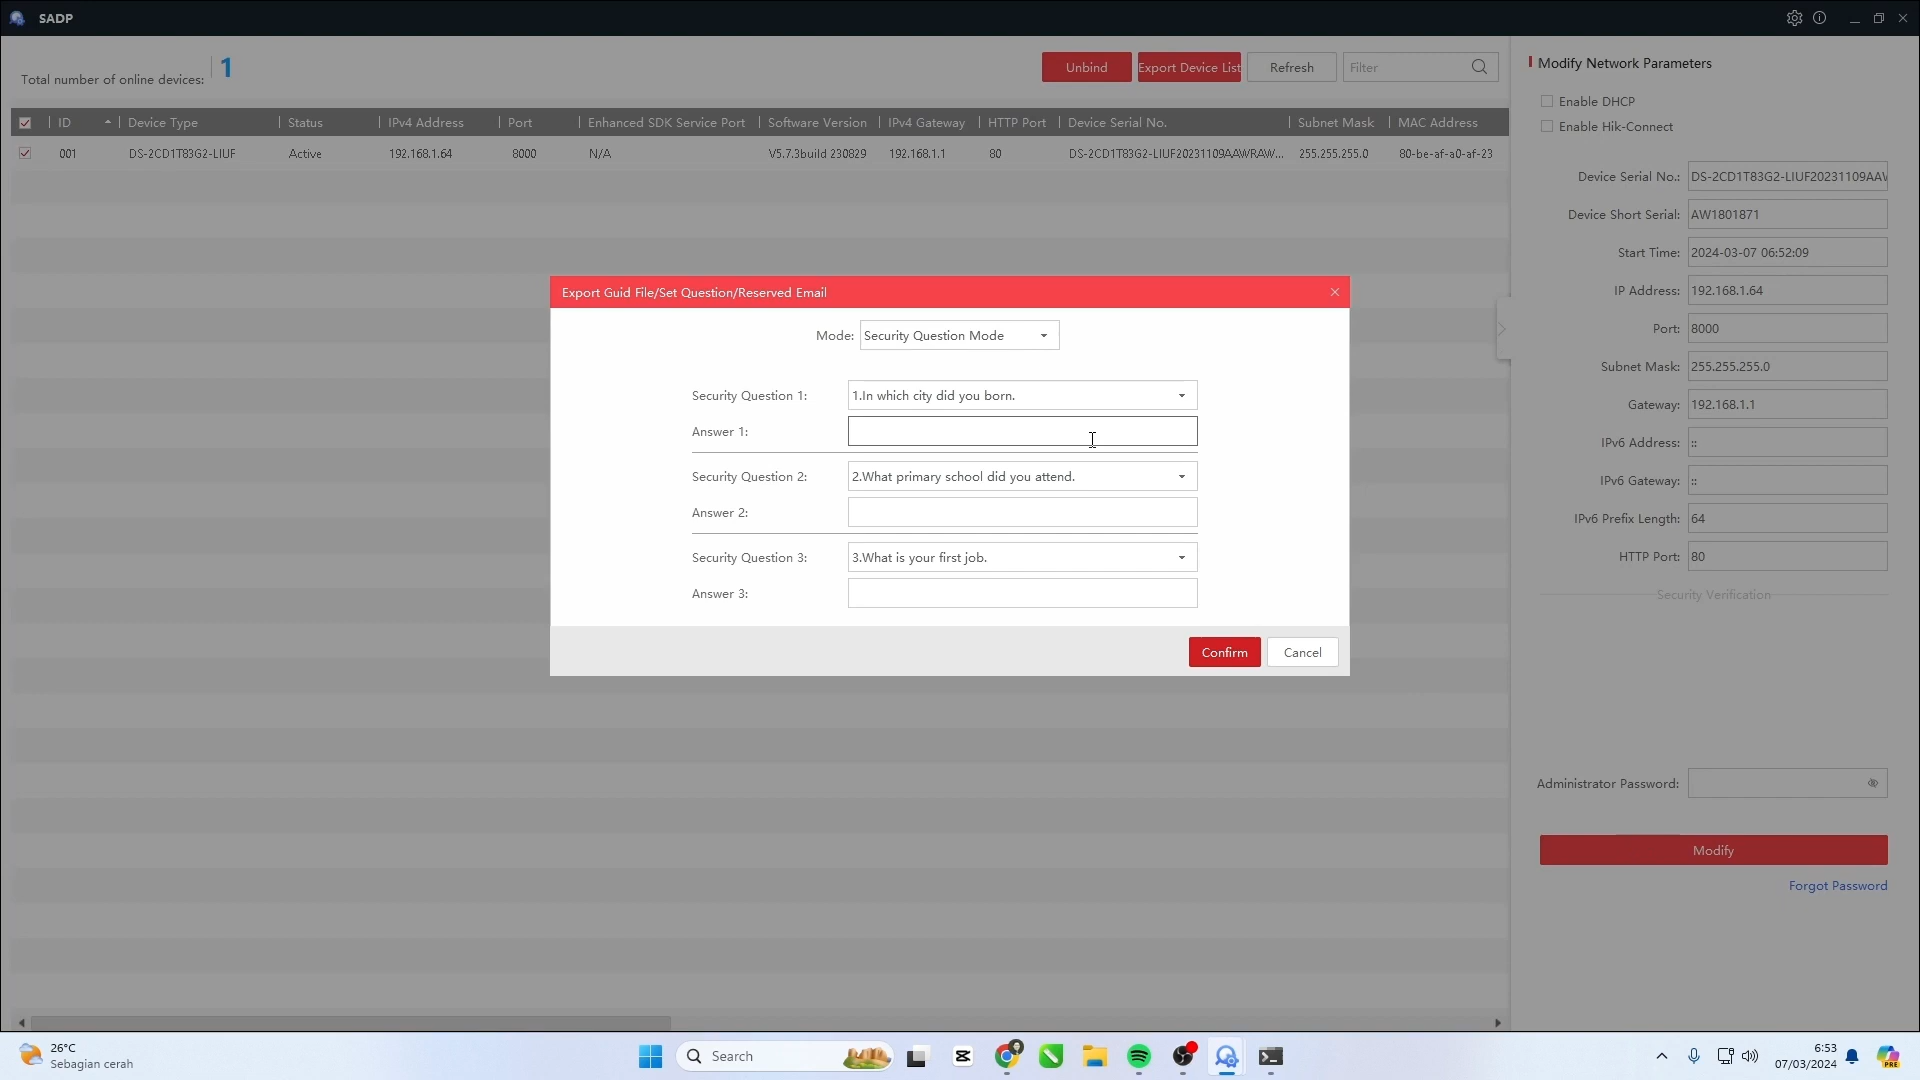 SADP
Total number of online devices: 1
Unbind
Export Device List
Refresh
Filter
ID Device Type Status IPv4 Address Port Enhanced SDK Service Port Software Version IPv4 Gateway HTTP Port Device Serial No. Subnet Mask MAC Address
001 DS-2CD1T83G2-LIUF Active 192.168.1.64 8000 N/A V5.7.3build 230829 192.168.1.1 80 DS-2CD1T83G2-LIUF20231109AAWRAW... 255.255.255.0 80-be-af-a0-af-23
Export Guid File/Set Question/Reserved Email
Mode: Security Question Mode
Security Question 1: 1.In which city did you born.
Answer 1:
Security Question 2: 2.What primary school did you attend.
Answer 2:
Security Question 3: 3.What is your first job.
Answer 3:
Confirm
Cancel
Modify Network Parameters
Enable DHCP
Enable Hik-Connect
Device Serial No.: DS-2CD1T83G2-LIUF20231109AA
Device Short Serial: AW1801871
Start Time: 2024-03-07 06:52:09
IP Address: 192.168.1.64
Port: 8000
Subnet Mask: 255.255.255.0
Gateway: 192.168.1.1
IPv6 Address: ::
IPv6 Gateway: ::
IPv6 Prefix Length: 64
HTTP Port: 80
Security Verification
Administrator Password:
Modify
Forgot Password
26°C
Sebagian cerah
Search
6:53
07/03/2024
PRE